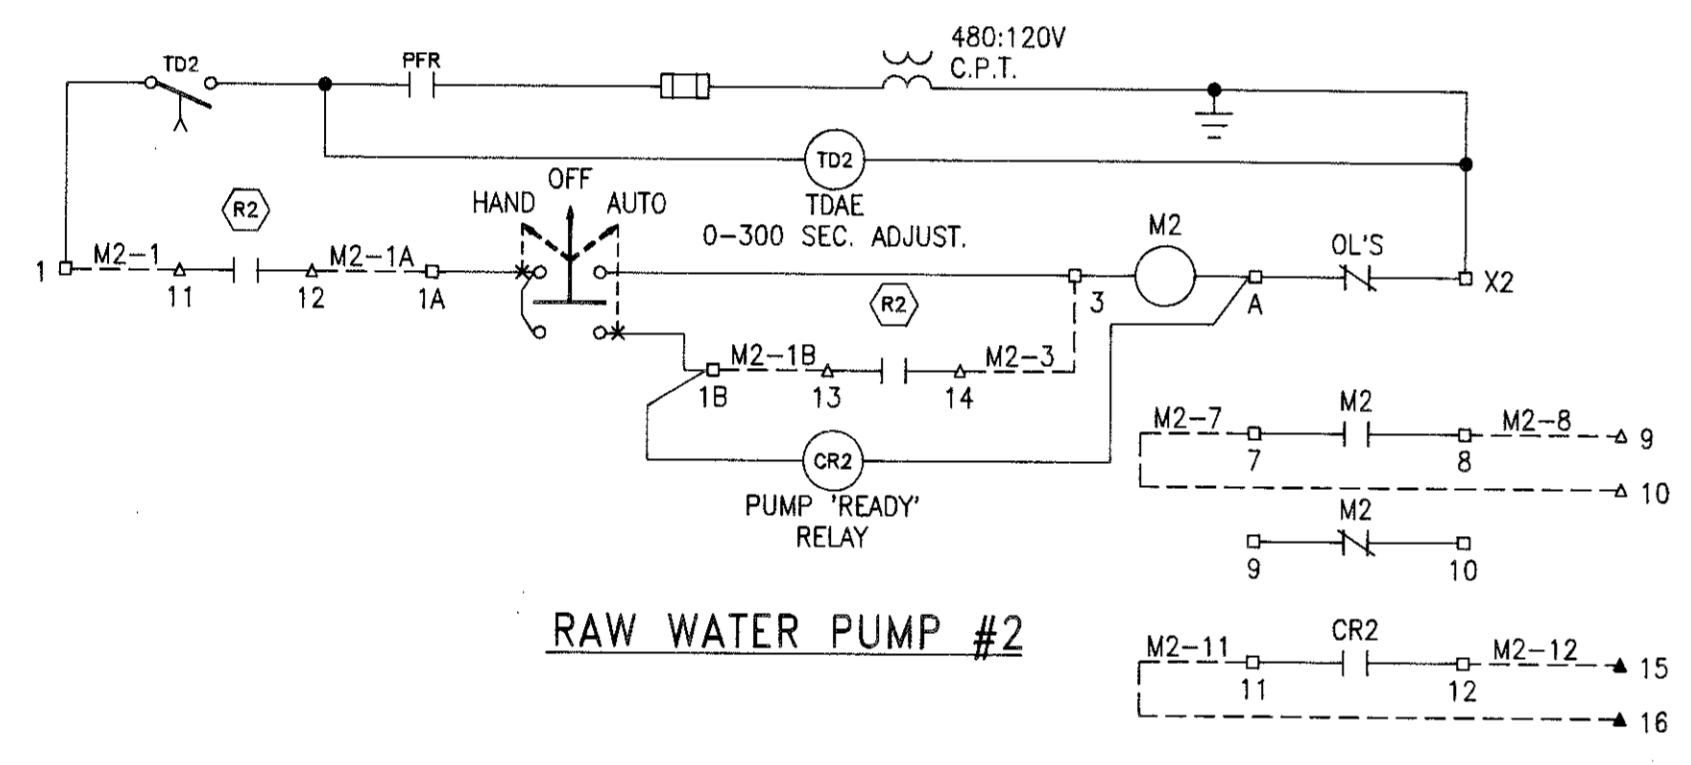 480:120V
C.P.T.
TD2
PFR
TD2
TDAE
0-300 SEC. ADJUST.
R2
OFF
HAND
AUTO
M2
OL'S
1
M2-1
M2-1A
11
12
1A
R2
3
A
X2
M2-1B
M2-3
1B
13
14
CR2
PUMP 'READY'
RELAY
M2-7
M2
M2-8
7
8
9
10
M2
9
10
RAW WATER PUMP #2
M2-11
CR2
M2-12
11
12
15
16